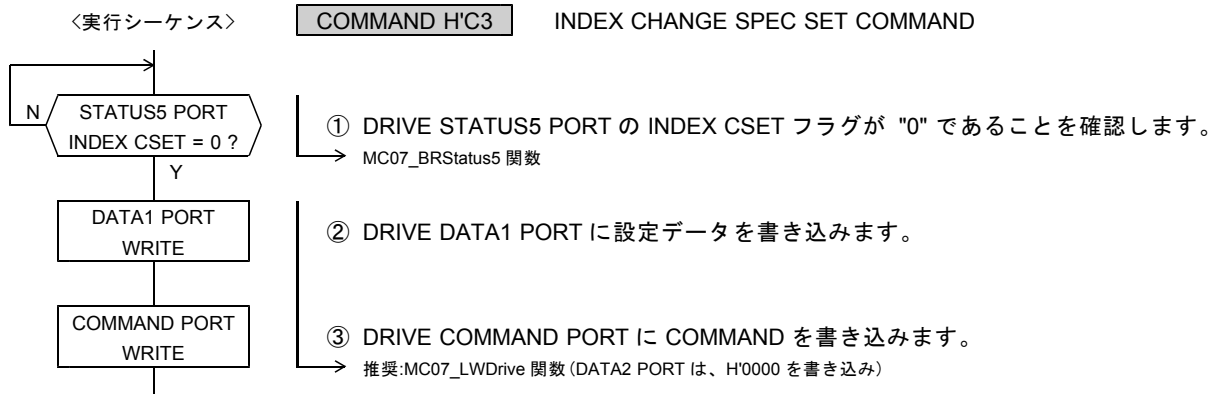 〈実行シーケンス〉
COMMAND H'C3 INDEX CHANGE SPEC SET COMMAND
N
STATUS5 PORT
INDEX CSET = 0 ?
Y
① DRIVE STATUS5 PORT の INDEX CSET フラグが "0" であることを確認します。
MC07_BRStatus5 関数
DATA1 PORT
WRITE
② DRIVE DATA1 PORT に設定データを書き込みます。
COMMAND PORT
WRITE
③ DRIVE COMMAND PORT に COMMAND を書き込みます。
推奨:MC07_LWDrive 関数(DATA2 PORT は、H'0000 を書き込み)